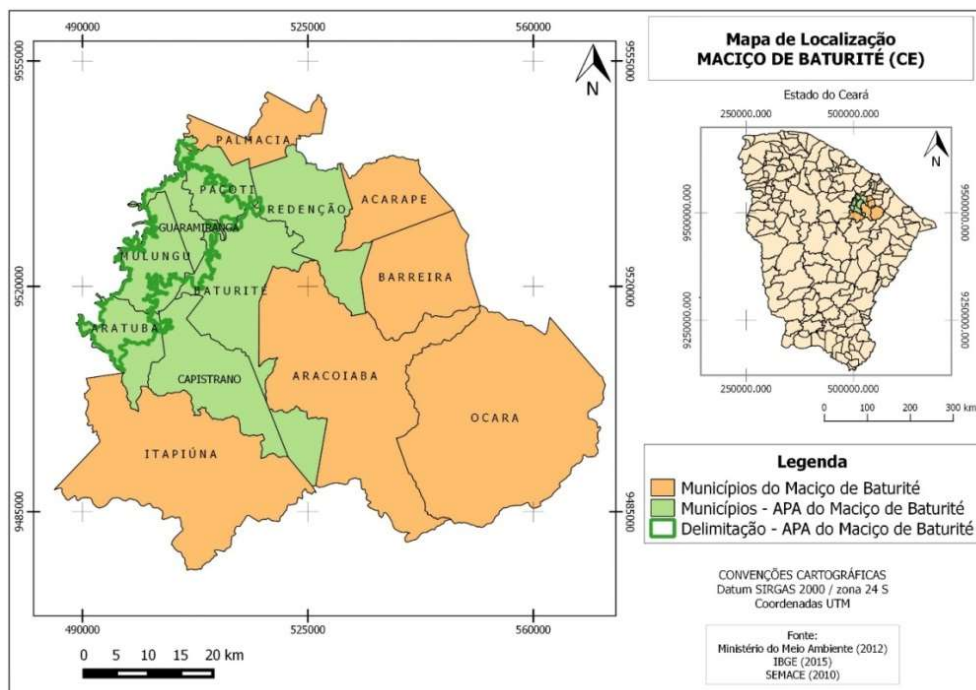 490000
525000
560000
9555000
9555000
N
PALMACIA
PACOTI
REDENÇÃO
ACARAPE
GUARAMIRANGA
MULUNGU
BARREIRA
9520000
9520000
BATURITÉ
ARATUBA
CAPISTRANO
ARACOIABA
OCARA
ITAPIÚNA
9485000
9485000
490000
525000
560000
0 5 10 15 20 km
Mapa de Localização
MACIÇO DE BATURITÉ (CE)
Estado do Ceará
250000.000
500000.000
N
9500000.000
9500000.000
9250000.000
9250000.000
250000.000
500000.000
0 100 200 300 km
Legenda
Municípios do Maciço de Baturité
Municípios - APA do Maciço de Baturité
Delimitação - APA do Maciço de Baturité
CONVENÇÕES CARTOGRÁFICAS
Datum SIRGAS 2000 / zona 24 S
Coordenadas UTM
Fonte:
Ministério do Meio Ambiente (2012)
IBGE (2015)
SEMACE (2010)